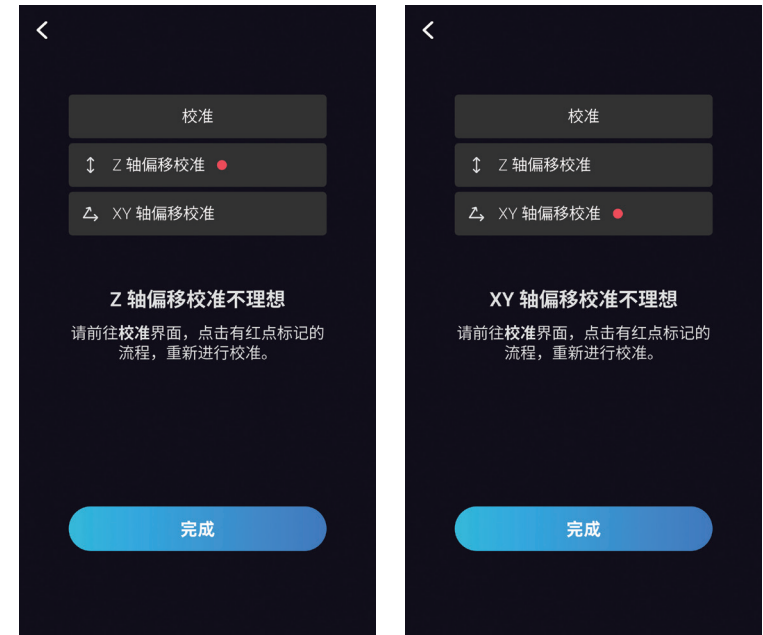 校准
Z 轴偏移校准
XY 轴偏移校准
Z 轴偏移校准不理想
请前往校准界面，点击有红点标记的
流程，重新进行校准。
完成
校准
Z 轴偏移校准
XY 轴偏移校准
XY 轴偏移校准不理想
请前往校准界面，点击有红点标记的
流程，重新进行校准。
完成